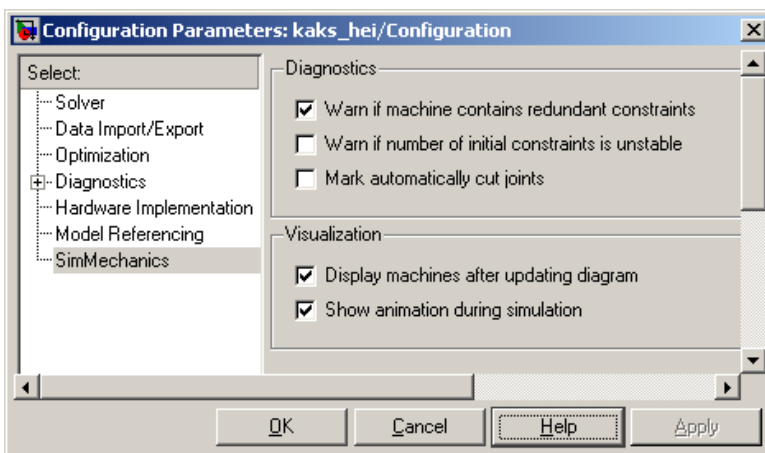 Configuration Parameters: kaks_hei/Configuration
Select:
Solver
Data Import/Export
Optimization
Diagnostics
Hardware Implementation
Model Referencing
SimMechanics
Diagnostics
Warn if machine contains redundant constraints
Warn if number of initial constraints is unstable
Mark automatically cut joints
Visualization
Display machines after updating diagram
Show animation during simulation
OK
Cancel
Help
Apply